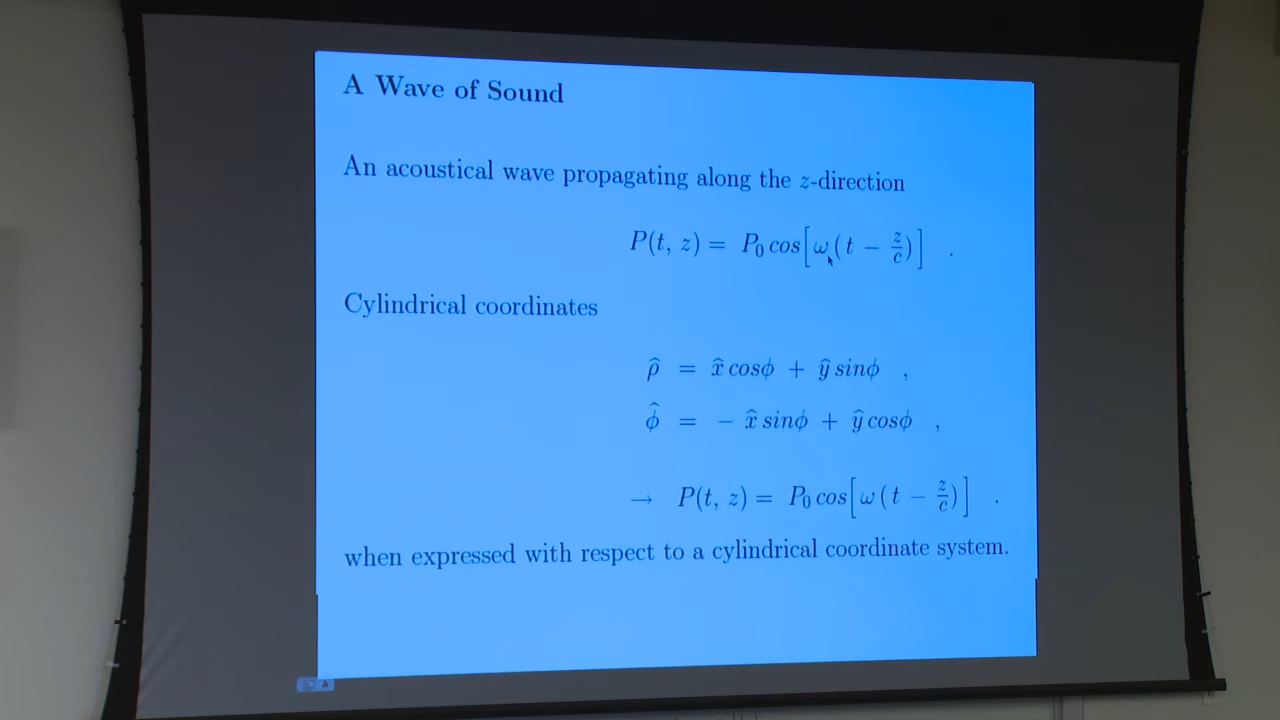 A Wave of Sound
An acoustical wave propagating along the z-direction
P(t, z) = P₀ cos[ω(t − z/c)] .
Cylindrical coordinates
ρ̂ = x̂ cosϕ + ŷ sinϕ ,
ϕ̂ = − x̂ sinϕ + ŷ cosϕ ,
→ P(t, z) = P₀ cos[ω(t − z/c)] .
when expressed with respect to a cylindrical coordinate system.